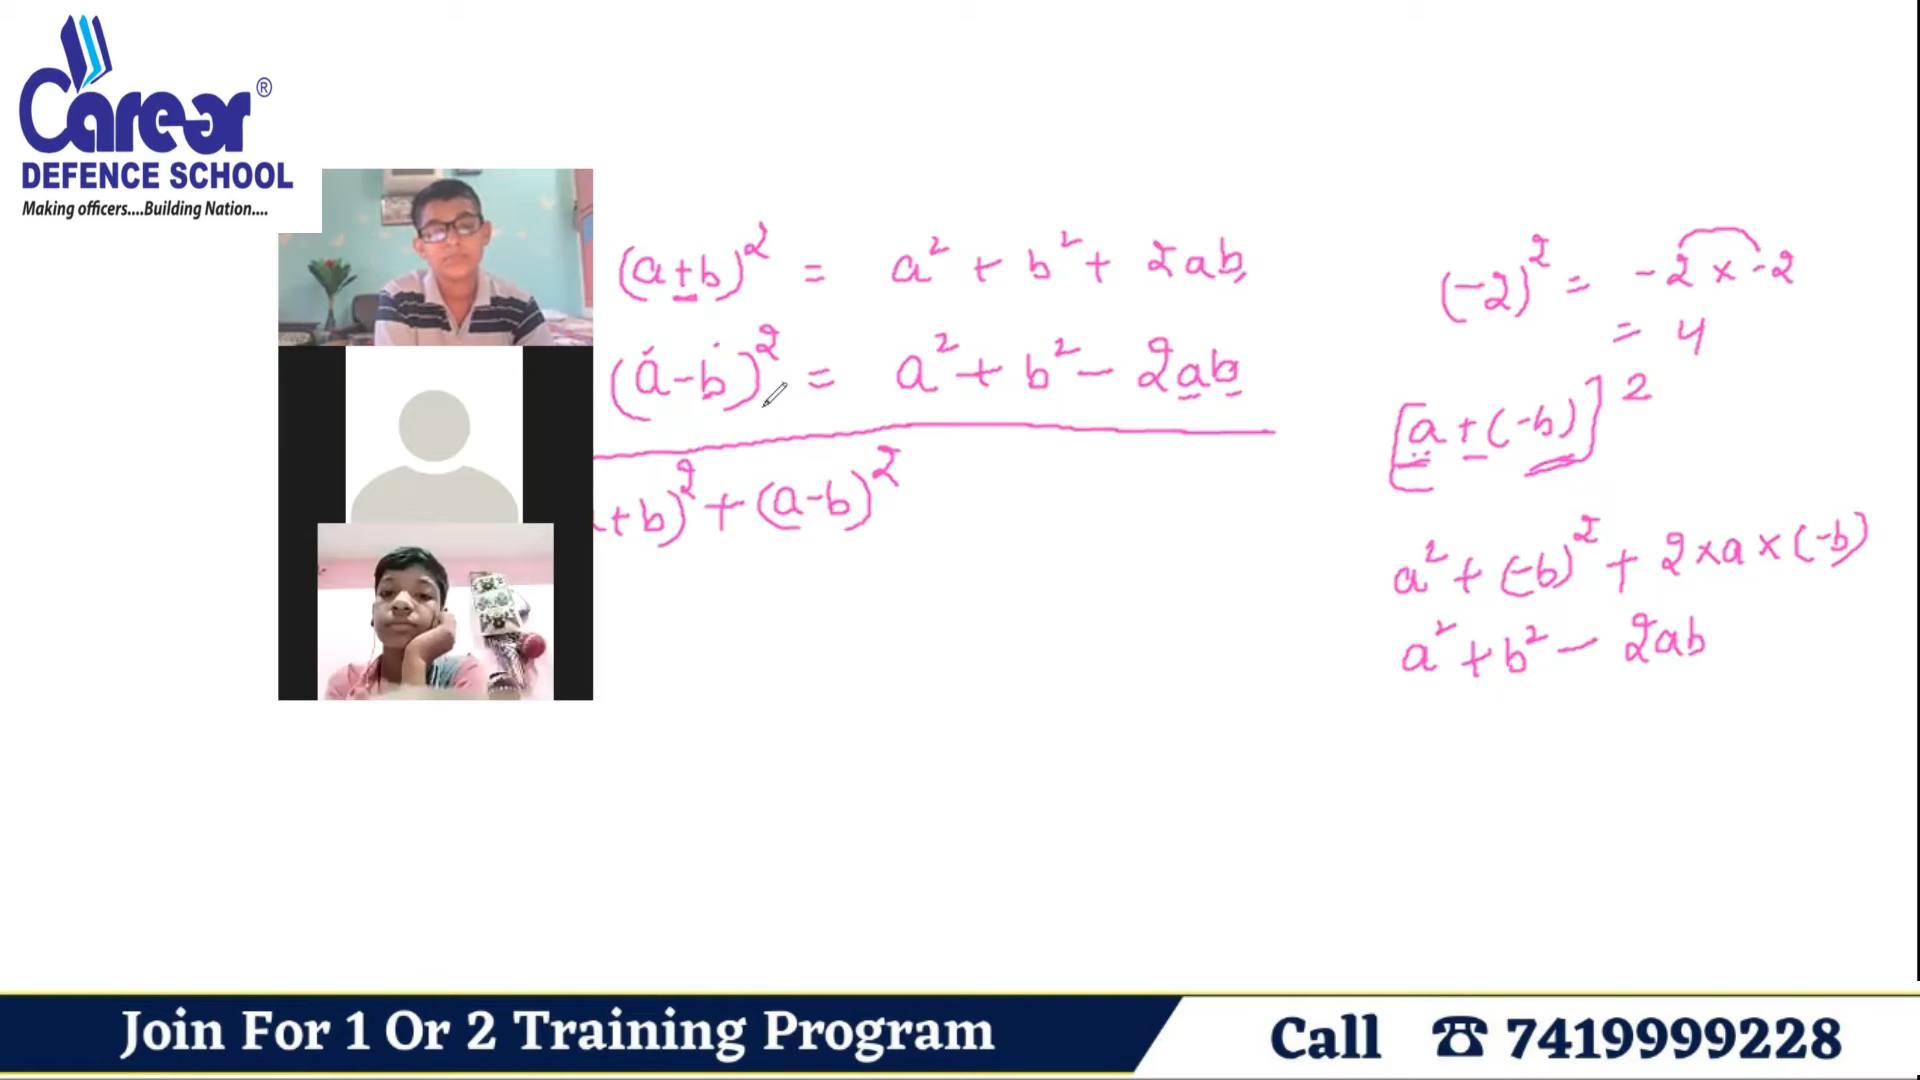 Carear®
DEFENCE SCHOOL
Making officers....Building Nation....
(a+b)² = a² + b² + 2ab,
(a-b)² = a² + b² - 2ab
+b)² + (a-b)²
(-2)² = -2 x -2
= 4
[a + (-b)]²
a² + (-b)² + 2 x a x (-b)
a² + b² - 2ab
Join For 1 Or 2 Training Program
Call ☎ 7419999228